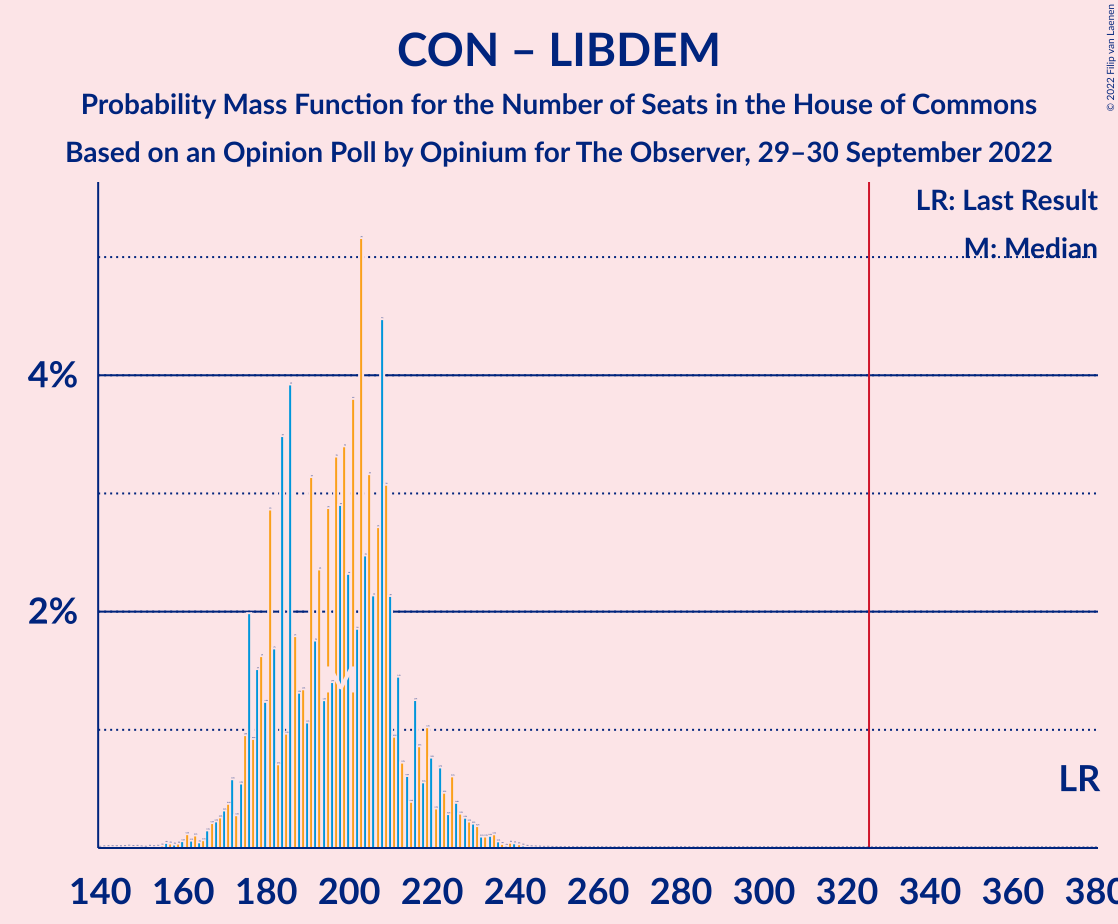 CON – LIBDEM
Probability Mass Function for the Number of Seats in the House of Commons
Based on an Opinion Poll by Opinium for The Observer, 29–30 September 2022
© 2022 Filip van Laenen
LR: Last Result
M: Median
4%
2%
LR
140 160 180 200 220 240 260 280 300 320 340 360 380